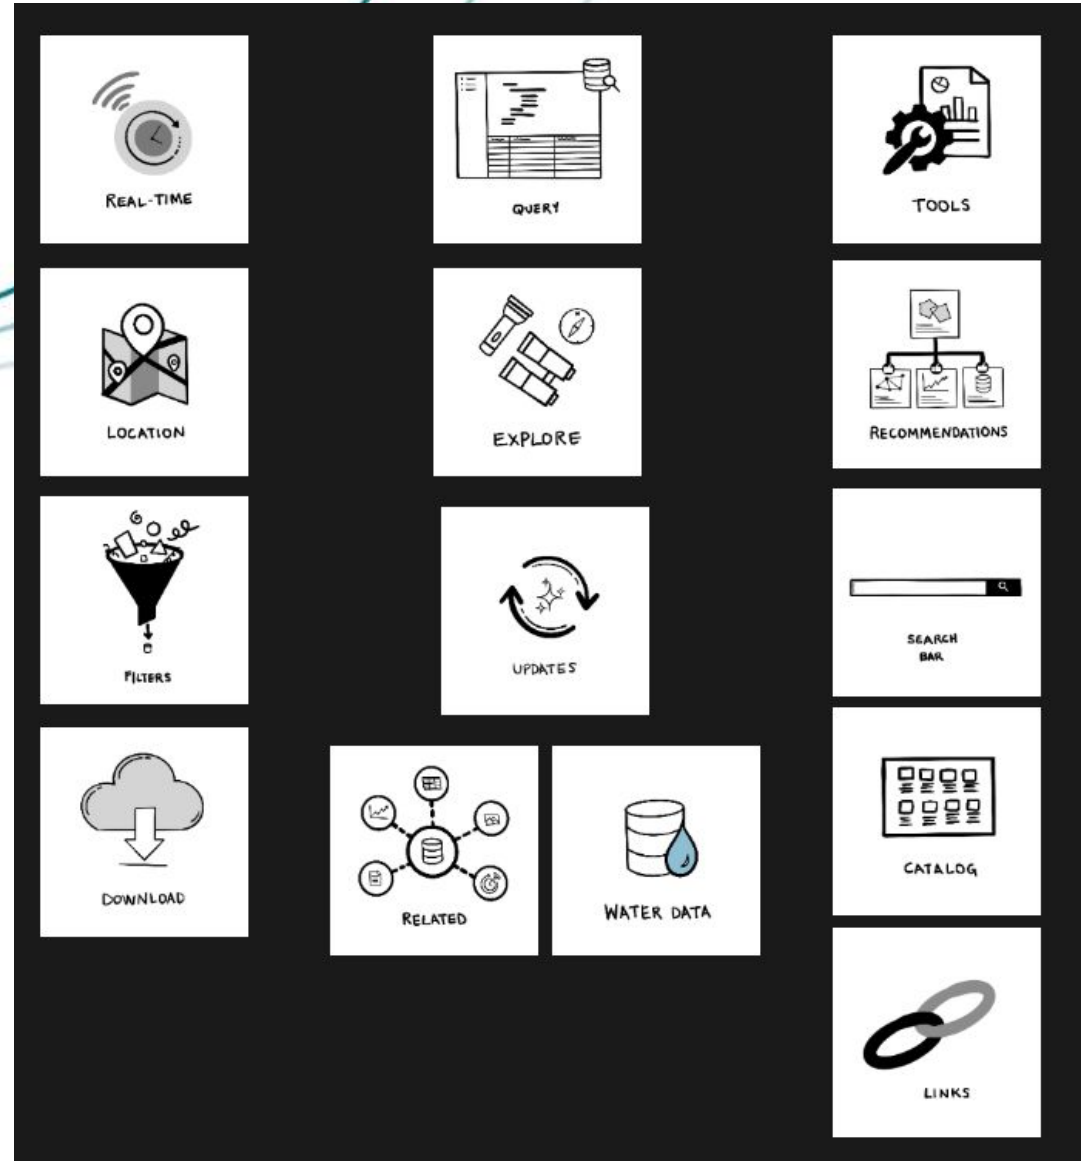 REAL-TIME
QUERY
TOOLS
LOCATION
EXPLORE
RECOMMENDATIONS
FILTERS
UPDATES
SEARCH
BAR
DOWNLOAD
RELATED
WATER DATA
CATALOG
LINKS